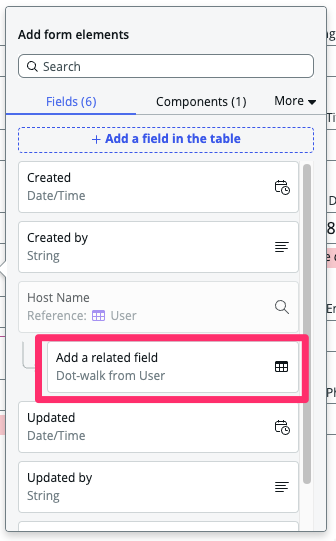 Add form elements
Search
Fields (6)
Components (1)
More
+ Add a field in the table
Created
Date/Time
Created by
String
Host Name
Reference: User
Add a related field
Dot-walk from User
Updated
Date/Time
Updated by
String